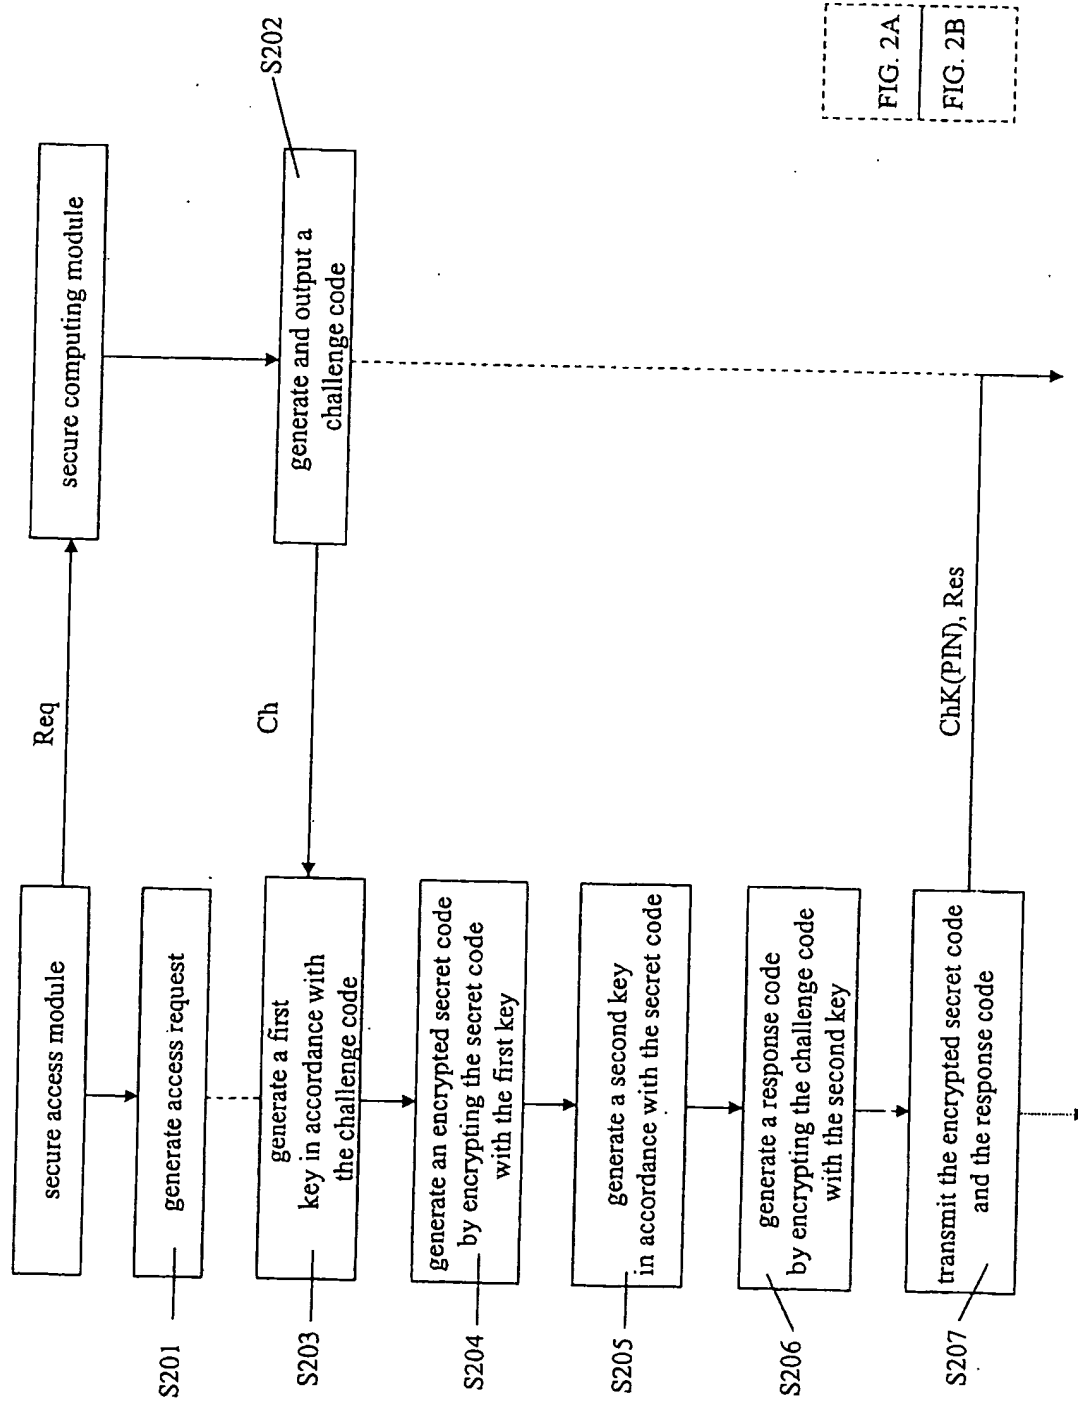 secure access module
Req
secure computing module
S201
generate access request
S202
generate and output a
challenge code
Ch
S203
generate a first
key in accordance with
the challenge code
S204
generate an encrypted secret code
by encrypting the secret code
with the first key
S205
generate a second key
in accordance with the secret code
S206
generate a response code
by encrypting the challenge code
with the second key
S207
transmit the encrypted secret code
and the response code
ChK(PIN), Res
FIG. 2A
FIG. 2B